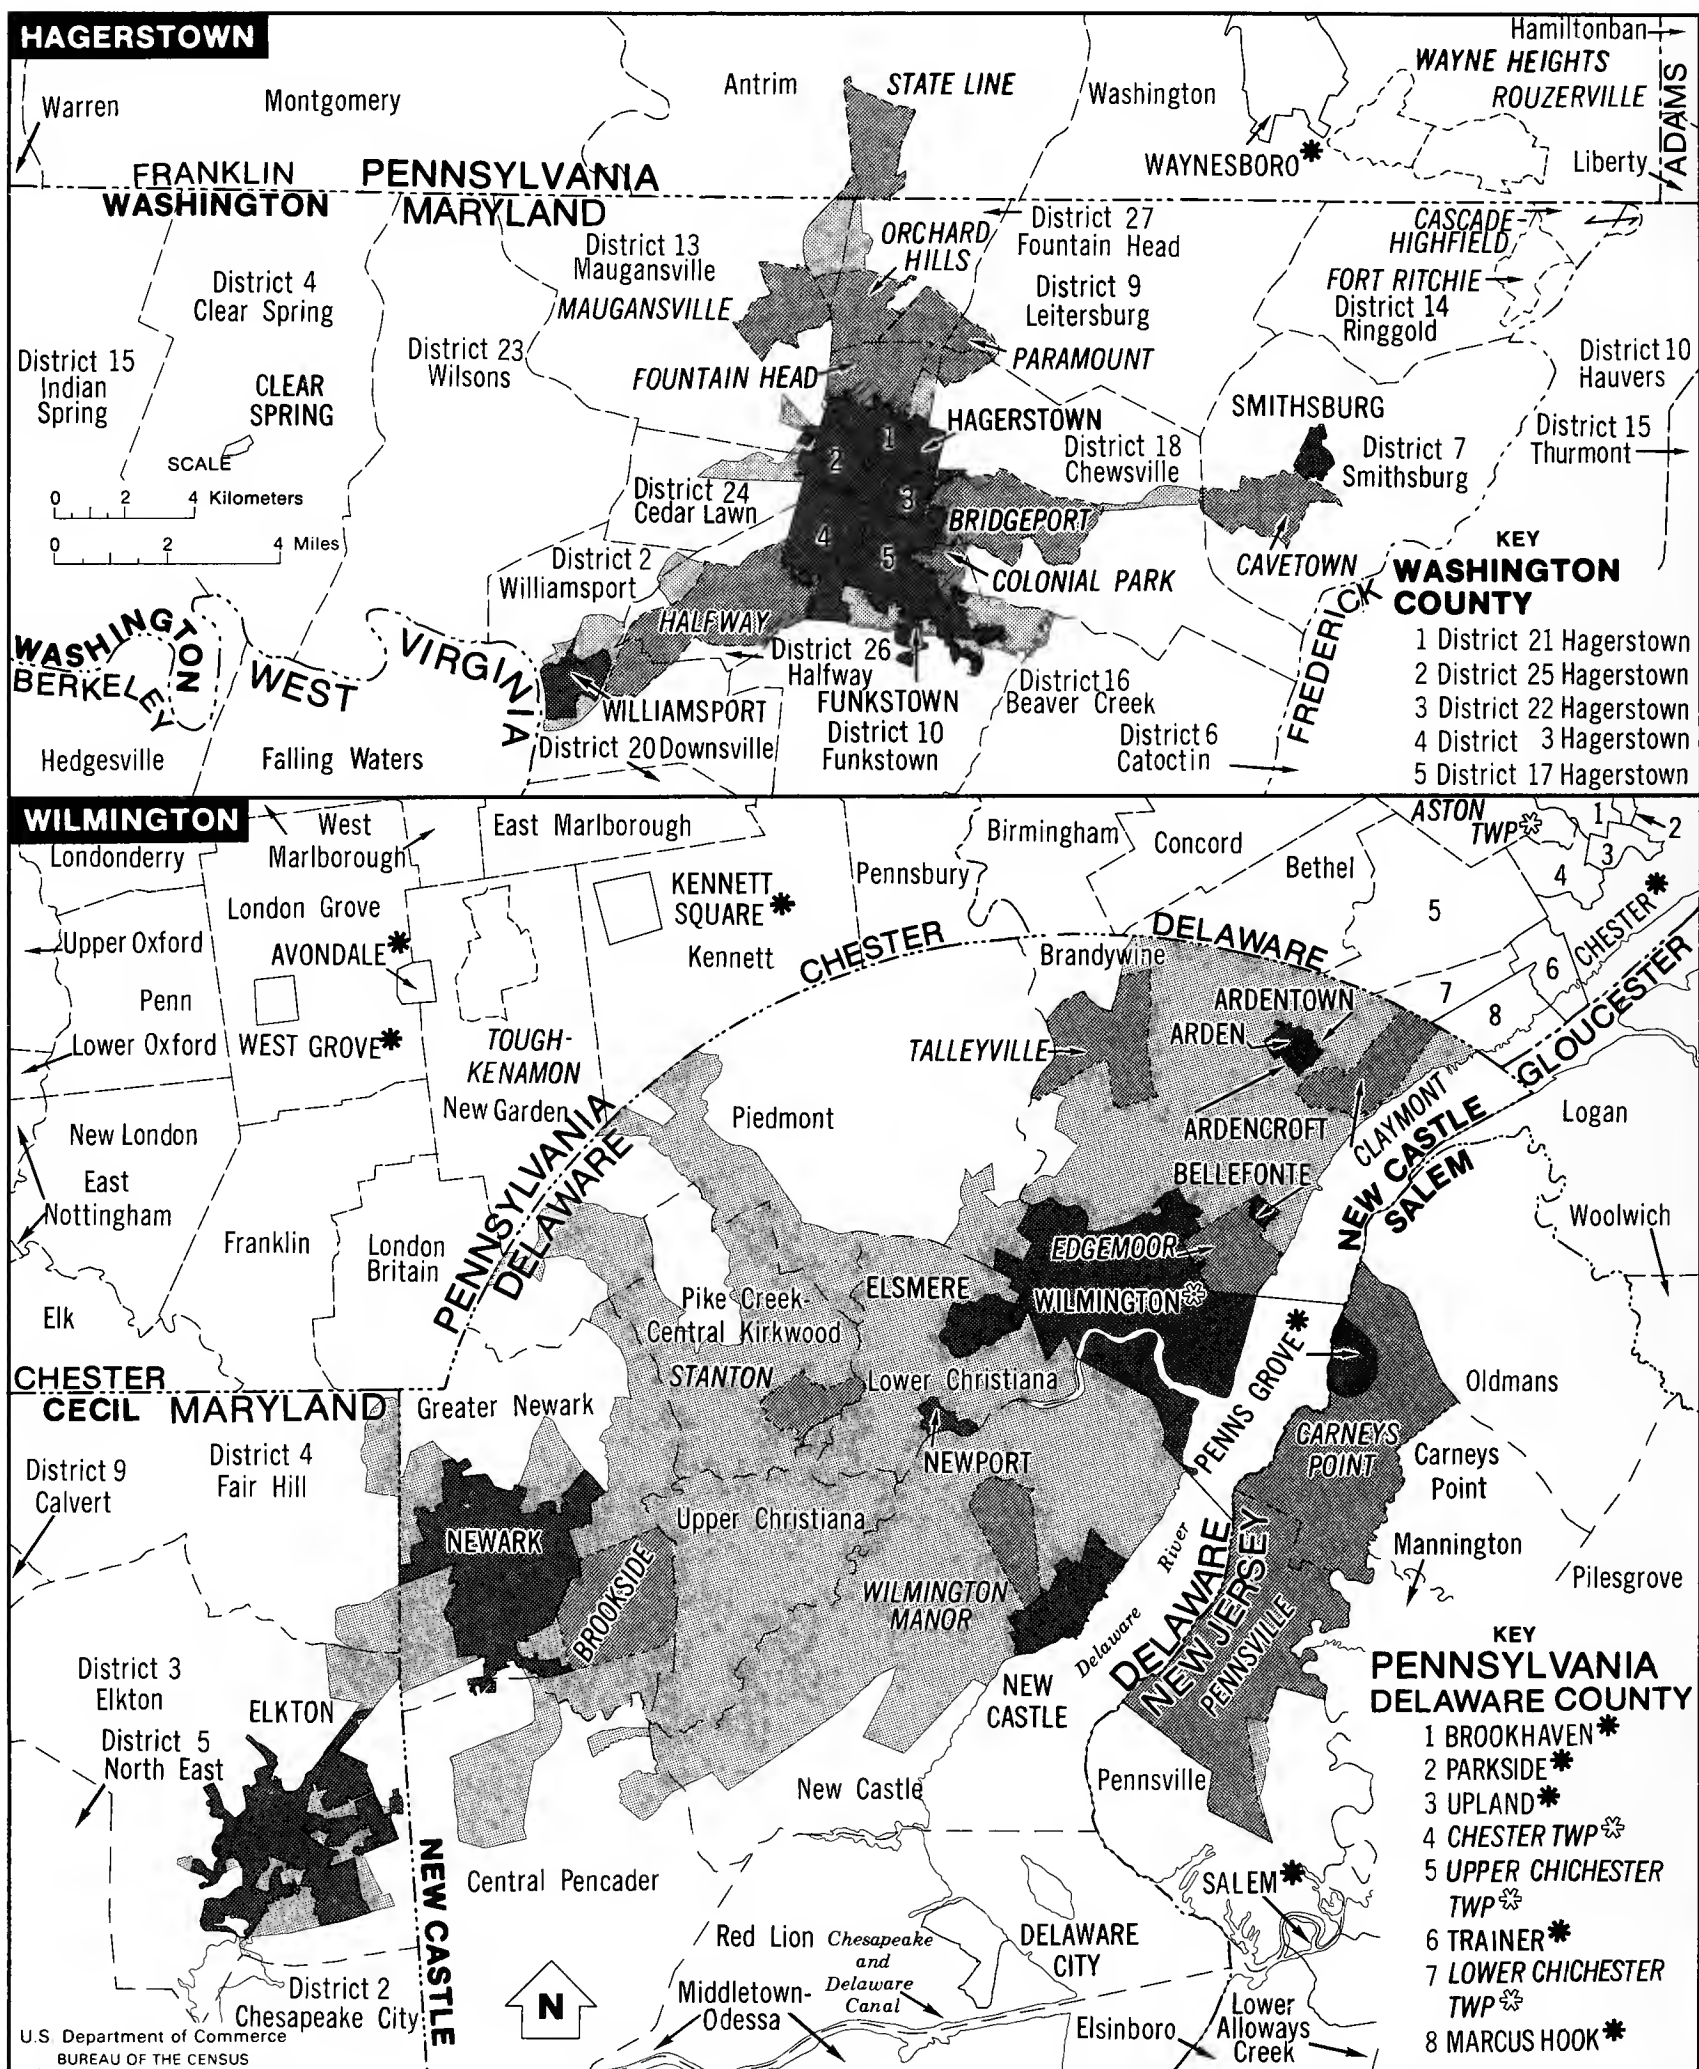 HAGERSTOWN
Hamiltonban
WAYNE HEIGHTS
ROUZERVILLE
ADAMS
Warren
Montgomery
Antrim
STATE LINE
Washington
WAYNESBORO*
Liberty
FRANKLIN
PENNSYLVANIA
WASHINGTON
MARYLAND
District 13
Maugansville
ORCHARD
HILLS
District 27
Fountain Head
CASCADE-
HIGHFIELD
District 4
Clear Spring
MAUGANSVILLE
District 9
Leitersburg
FORT RITCHIE
District 14
Ringgold
District 15
Indian
Spring
CLEAR
SPRING
District 23
Wilsons
FOUNTAIN HEAD
PARAMOUNT
District 10
Hauvers
HAGERSTOWN
SMITHSBURG
1
2
3
4
5
District 18
Chewsville
District 7
Smithsburg
District 15
Thurmont
SCALE
0 2 4 Kilometers
0 2 4 Miles
District 24
Cedar Lawn
BRIDGEPORT
COLONIAL PARK
CAVETOWN
District 2
Williamsport
HALFWAY
District 26
Halfway
FUNKSTOWN
District 10
Funkstown
District 16
Beaver Creek
District 6
Catoctin
FREDERICK
WASHINGTON
BERKELEY
WEST
VIRGINIA
WILLIAMSPORT
District 20 Downsville
Hedgesville
Falling Waters
KEY
WASHINGTON
COUNTY
1 District 21 Hagerstown
2 District 25 Hagerstown
3 District 22 Hagerstown
4 District 3 Hagerstown
5 District 17 Hagerstown
WILMINGTON
Londonderry
West
Marlborough
East Marlborough
Birmingham
Concord
Bethel
ASTON
TWP*
1
2
3
4
5
6
7
8
CHESTER*
Pennsbury
KENNETT
SQUARE*
Kennett
London Grove
AVONDALE*
Upper Oxford
Penn
Lower Oxford
WEST GROVE*
TOUGH-
KENAMON
New Garden
CHESTER
DELAWARE
GLOUCESTER
Brandywine
ARDENTOWN
ARDEN
TALLEYVILLE
ARDENCROFT
CLAYMONT
BELLEFONTE
NEW CASTLE
SALEM
Logan
Woolwich
New London
East
Nottingham
Franklin
London
Britain
Elk
PENNSYLVANIA
DELAWARE
Piedmont
Pike Creek-
Central Kirkwood
ELSMERE
EDGEMOOR
WILMINGTON*
PENNS GROVE*
Oldmans
STANTON
Lower Christiana
NEWPORT
CARNEYS
POINT
Carneys
Point
CHESTER
CECIL
MARYLAND
Greater Newark
District 4
Fair Hill
District 9
Calvert
NEWARK
BROOKSIDE
Upper Christiana
WILMINGTON
MANOR
NEW
CASTLE
Delaware River
DELAWARE
NEW JERSEY
PENNSVILLE
Mannington
Pilesgrove
District 3
Elkton
ELKTON
District 5
North East
New Castle
Pennsville
Central Pencader
NEW CASTLE
SALEM*
Red Lion
Chesapeake
and
Delaware
Canal
DELAWARE
CITY
Middletown-
Odessa
Elsinboro
Lower
Alloways
Creek
District 2
Chesapeake City
N
U.S. Department of Commerce
BUREAU OF THE CENSUS
KEY
PENNSYLVANIA
DELAWARE COUNTY
1 BROOKHAVEN*
2 PARKSIDE*
3 UPLAND*
4 CHESTER TWP*
5 UPPER CHICHESTER
TWP*
6 TRAINER*
7 LOWER CHICHESTER
TWP*
8 MARCUS HOOK*